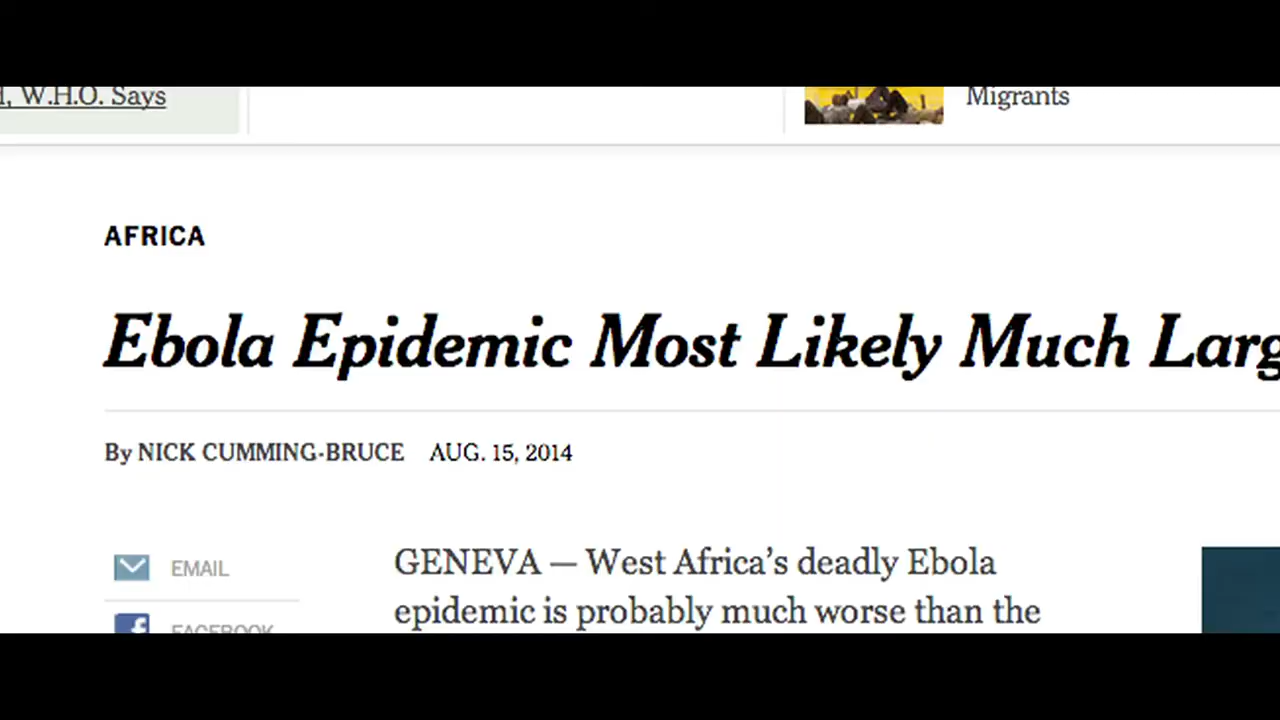 W.H.O. Says
Migrants
AFRICA
Ebola Epidemic Most Likely Much
By NICK CUMMING-BRUCE AUG. 15, 2014
EMAIL
GENEVA — West Africa's deadly Ebola
epidemic is probably much worse than the
FACEBOOK